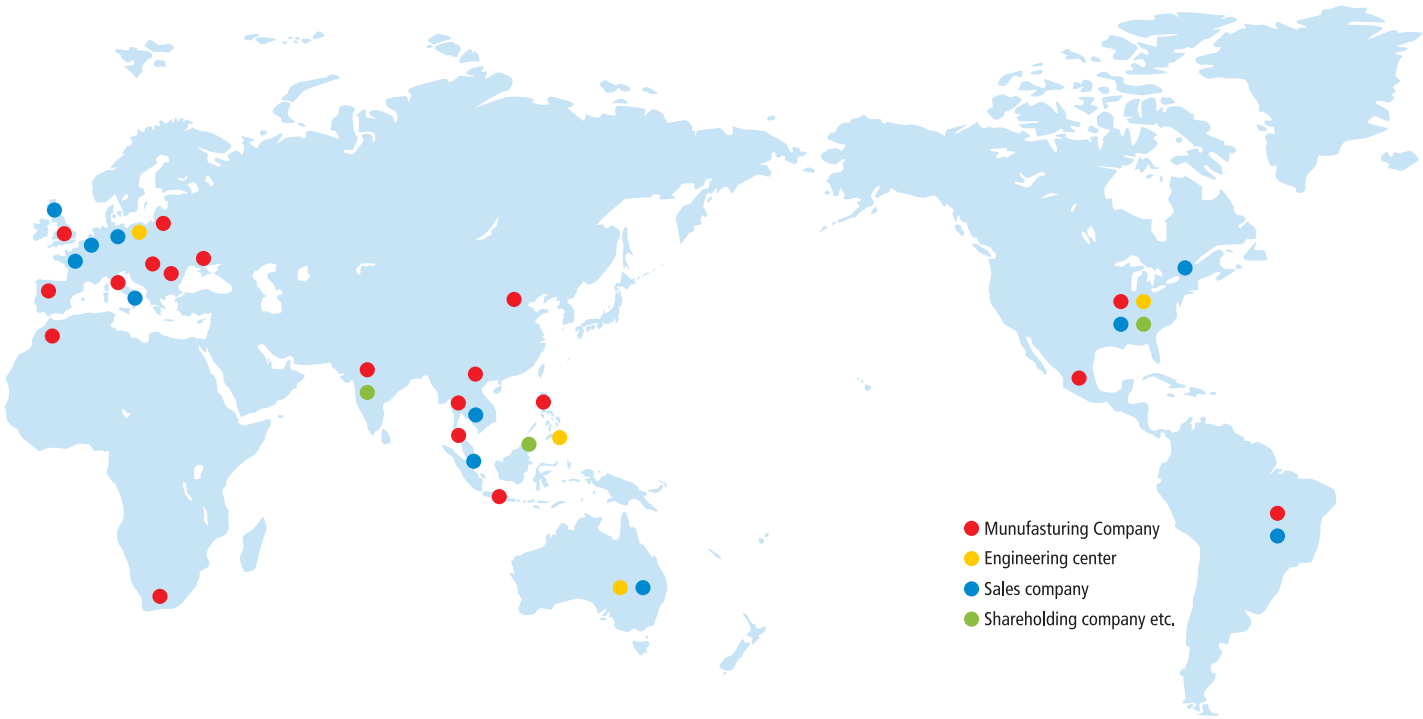 Munufasturing Company
Engineering center
Sales company
Shareholding company etc.